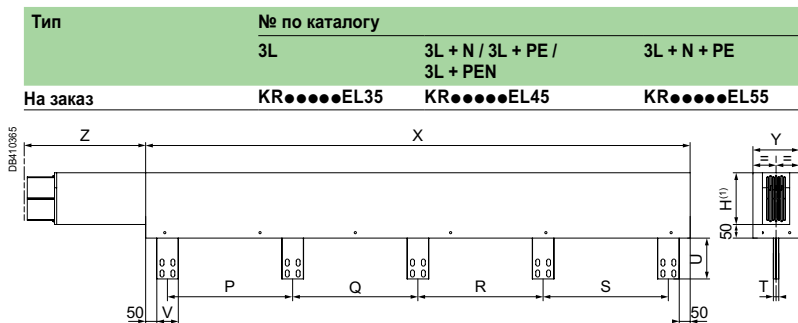 Тип
№ по каталогу
3L
3L + N / 3L + PE /
3L + PEN
3L + N + PE
На заказ
KR●●●●●EL35
KR●●●●●EL45
KR●●●●●EL55
DB410365
Z
X
Y
=
=
H(1)
50
U
T
P
Q
R
S
50
V
50